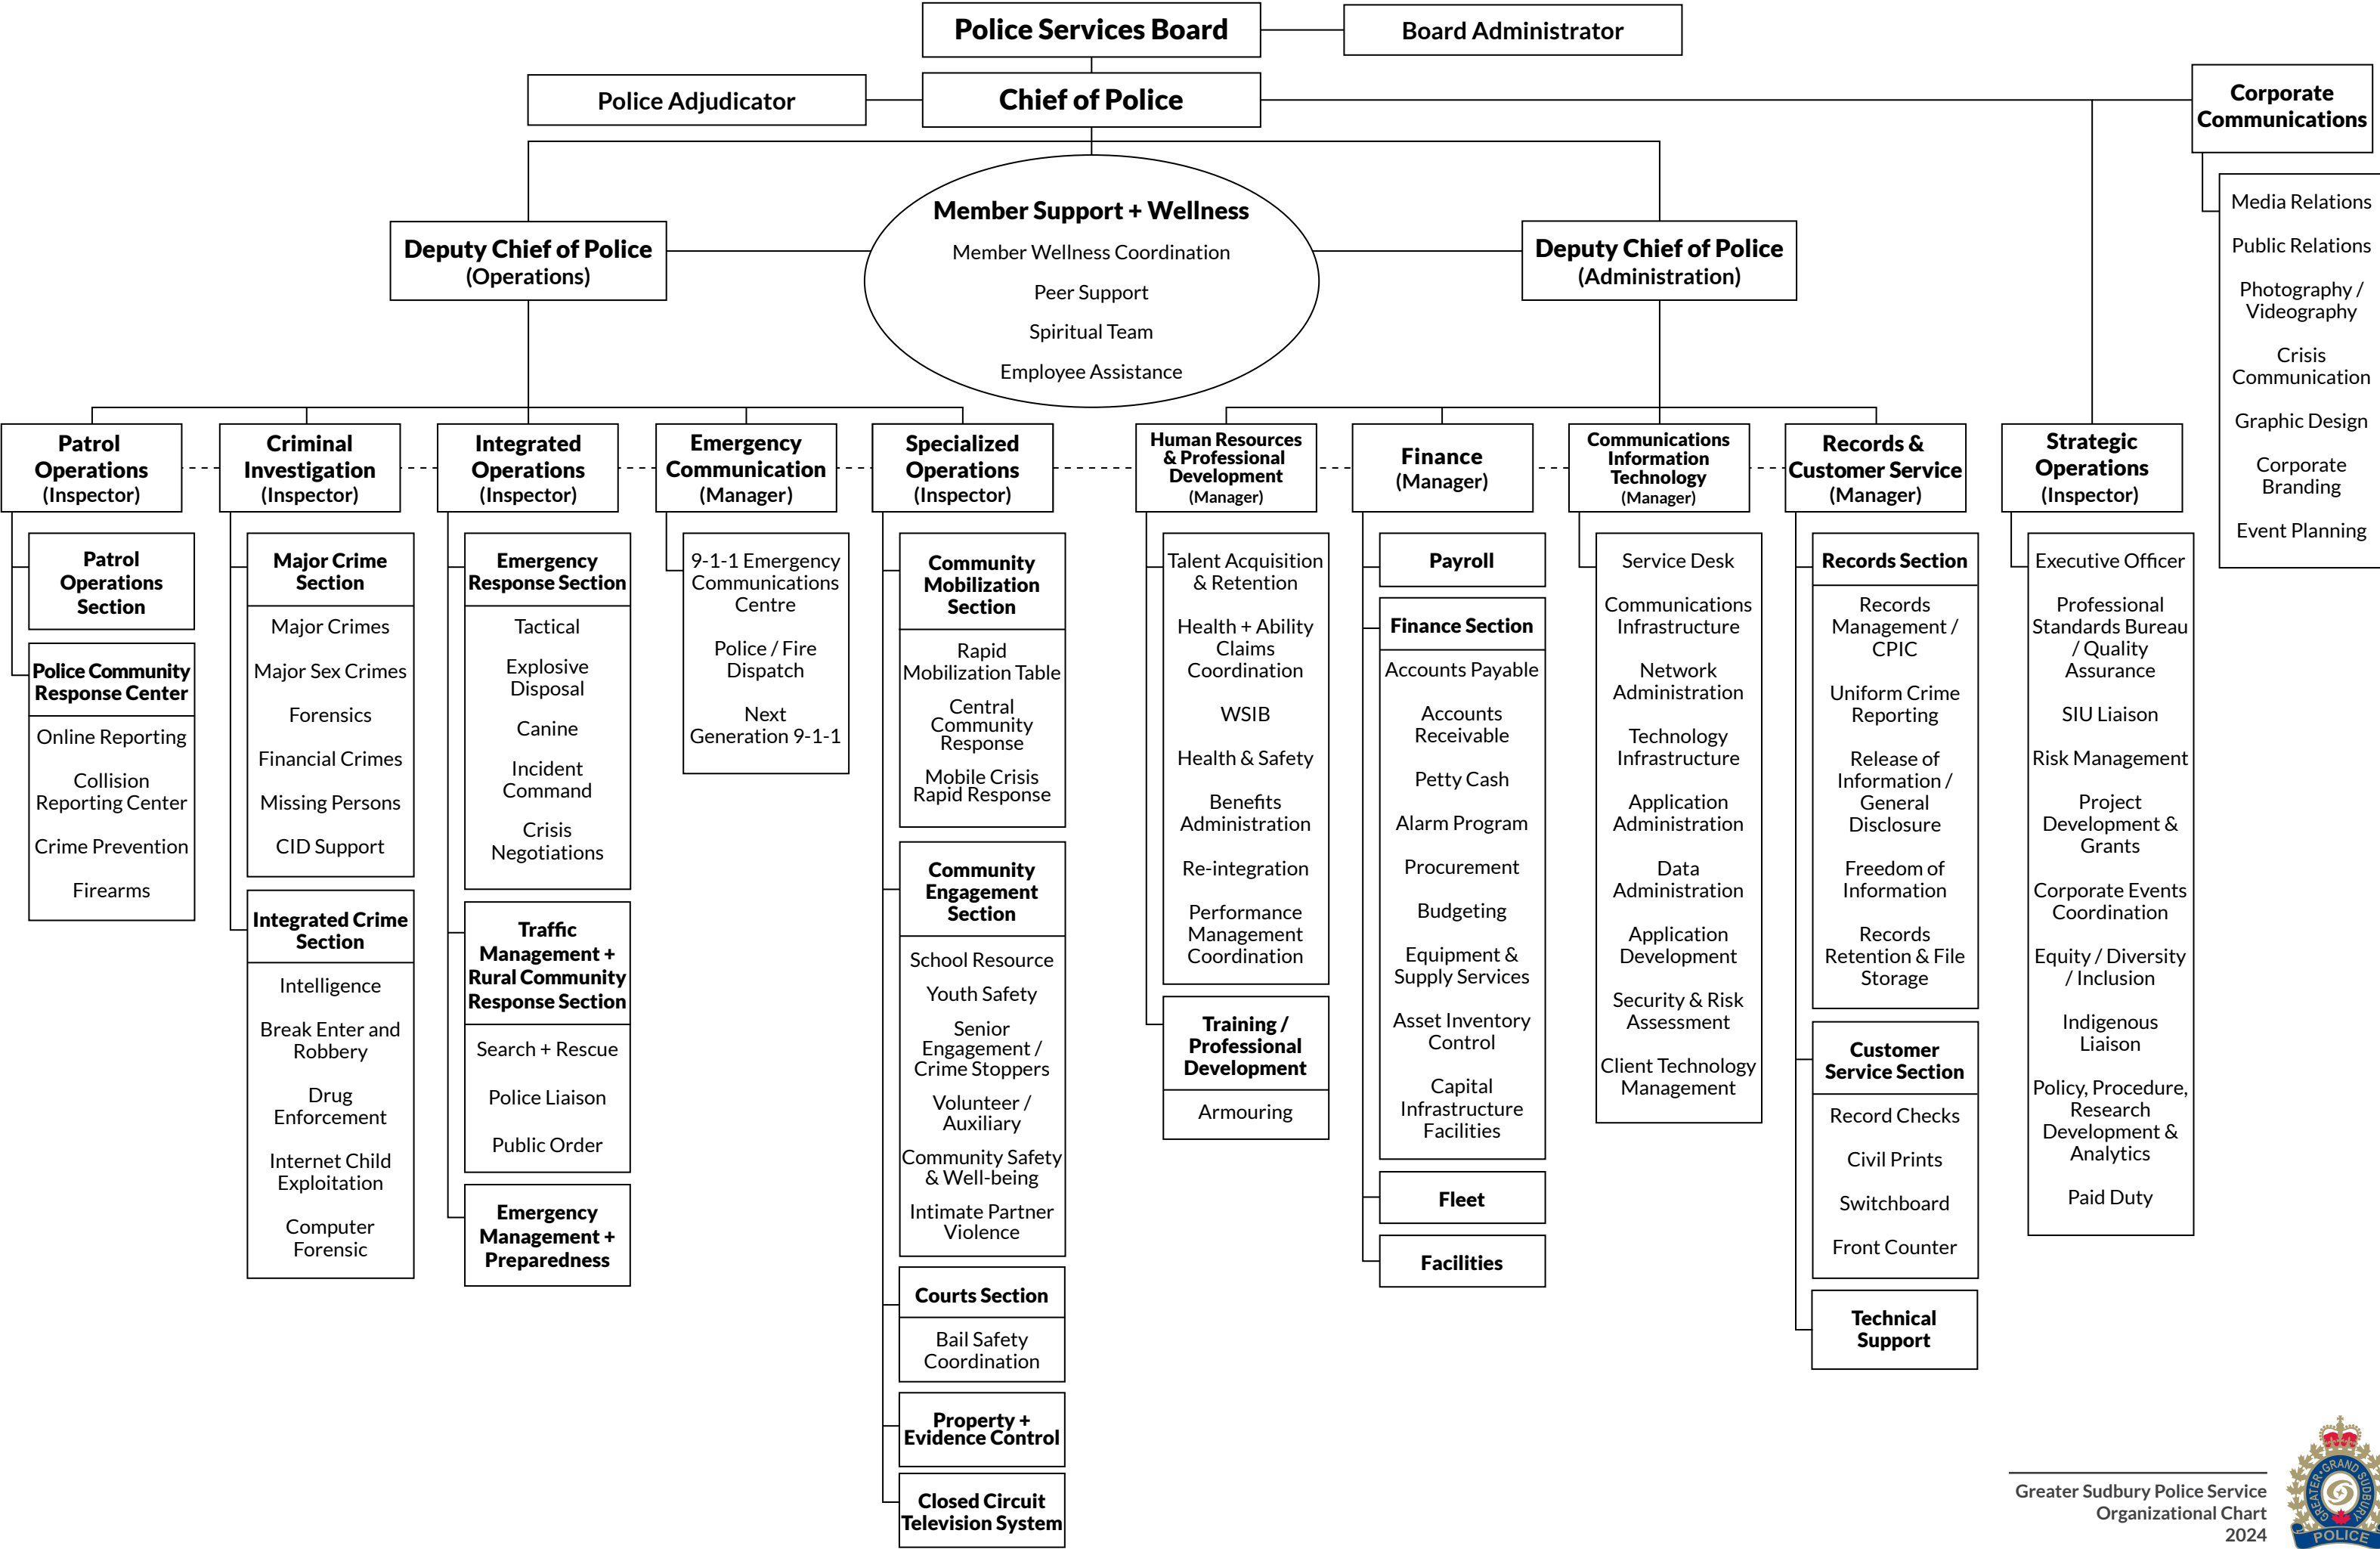 Police Services Board
Board Administrator
Police Adjudicator
Chief of Police
Corporate
Communications
Media Relations
Public Relations
Photography /
Videography
Crisis
Communication
Graphic Design
Corporate
Branding
Event Planning
Member Support + Wellness
Member Wellness Coordination
Peer Support
Spiritual Team
Employee Assistance
Deputy Chief of Police
(Operations)
Deputy Chief of Police
(Administration)
Patrol
Operations
(Inspector)
Patrol
Operations
Section
Police Community
Response Center
Online Reporting
Collision
Reporting Center
Crime Prevention
Firearms
Criminal
Investigation
(Inspector)
Major Crime
Section
Major Crimes
Major Sex Crimes
Forensics
Financial Crimes
Missing Persons
CID Support
Integrated Crime
Section
Intelligence
Break Enter and
Robbery
Drug
Enforcement
Internet Child
Exploitation
Computer
Forensic
Integrated
Operations
(Inspector)
Emergency
Response Section
Tactical
Explosive
Disposal
Canine
Incident
Command
Crisis
Negotiations
Traffic
Management +
Rural Community
Response Section
Search + Rescue
Police Liaison
Public Order
Emergency
Management +
Preparedness
Emergency
Communication
(Manager)
9-1-1 Emergency
Communications
Centre
Police / Fire
Dispatch
Next
Generation 9-1-1
Specialized
Operations
(Inspector)
Community
Mobilization
Section
Rapid
Mobilization Table
Central
Community
Response
Mobile Crisis
Rapid Response
Community
Engagement
Section
School Resource
Youth Safety
Senior
Engagement /
Crime Stoppers
Volunteer /
Auxiliary
Community Safety
& Well-being
Intimate Partner
Violence
Courts Section
Bail Safety
Coordination
Property +
Evidence Control
Closed Circuit
Television System
Human Resources
& Professional
Development
(Manager)
Talent Acquisition
& Retention
Health + Ability
Claims
Coordination
WSIB
Health & Safety
Benefits
Administration
Re-integration
Performance
Management
Coordination
Training /
Professional
Development
Armouring
Finance
(Manager)
Payroll
Finance Section
Accounts Payable
Accounts
Receivable
Petty Cash
Alarm Program
Procurement
Budgeting
Equipment &
Supply Services
Asset Inventory
Control
Capital
Infrastructure
Facilities
Fleet
Facilities
Communications
Information
Technology
(Manager)
Service Desk
Communications
Infrastructure
Network
Administration
Technology
Infrastructure
Application
Administration
Data
Administration
Application
Development
Security & Risk
Assessment
Client Technology
Management
Records &
Customer Service
(Manager)
Records Section
Records
Management /
CPIC
Uniform Crime
Reporting
Release of
Information /
General
Disclosure
Freedom of
Information
Records
Retention & File
Storage
Customer
Service Section
Record Checks
Civil Prints
Switchboard
Front Counter
Technical
Support
Strategic
Operations
(Inspector)
Executive Officer
Professional
Standards Bureau
/ Quality
Assurance
SIU Liaison
Risk Management
Project
Development &
Grants
Corporate Events
Coordination
Equity / Diversity
/ Inclusion
Indigenous
Liaison
Policy, Procedure,
Research
Development &
Analytics
Paid Duty
Greater Sudbury Police Service
Organizational Chart
2024
GREATER • GRAND SUDBURY
POLICE